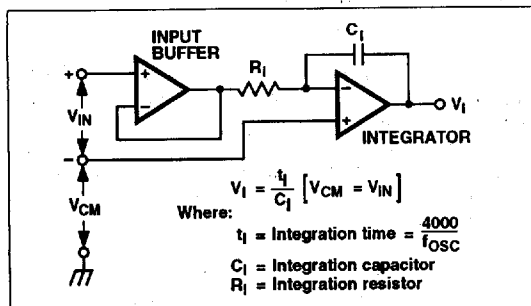 INPUT
BUFFER
C_I
R_I
+
+
−
−
+
−
V_IN
V_CM
V_I
INTEGRATOR
V_I = t_I / C_I [V_CM = V_IN]
Where:
t_I = Integration time = 4000 / f_OSC
C_I = Integration capacitor
R_I = Integration resistor